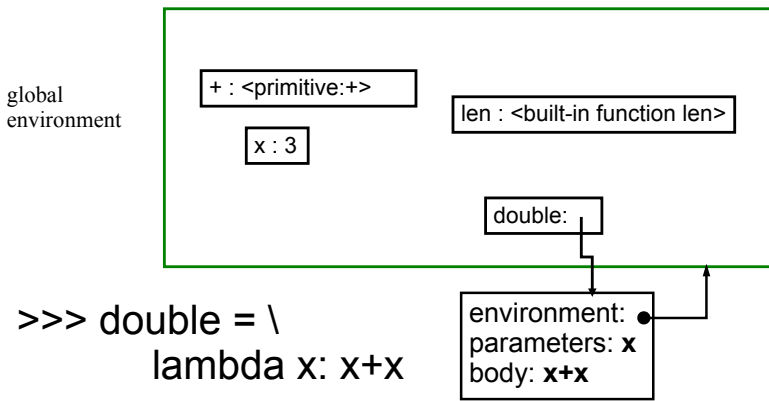 global
environment
+ : <primitive:+>
len : <built-in function len>
x : 3
double:
>>> double = \
lambda x: x+x
environment:
parameters: x
body: x+x